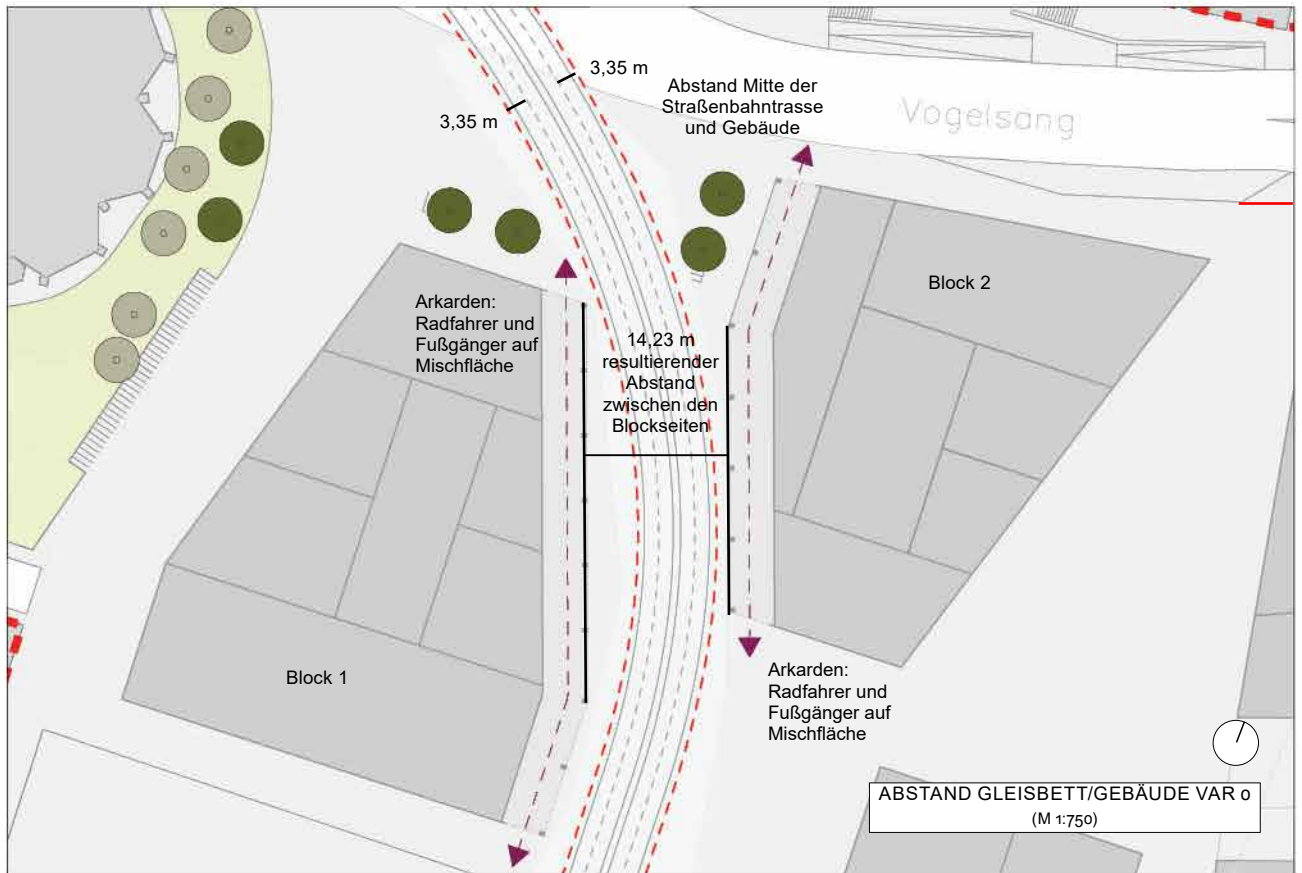 3,35 m
3,35 m
Abstand Mitte der
Straßenbahntrasse
und Gebäude
Vogelsang
Block 2
Arkarden:
Radfahrer und
Fußgänger auf
Mischfläche
14,23 m
resultierender
Abstand
zwischen den
Blockseiten
Block 1
Arkarden:
Radfahrer und
Fußgänger auf
Mischfläche
ABSTAND GLEISBETT/GEBÄUDE VAR 0
(M 1:750)